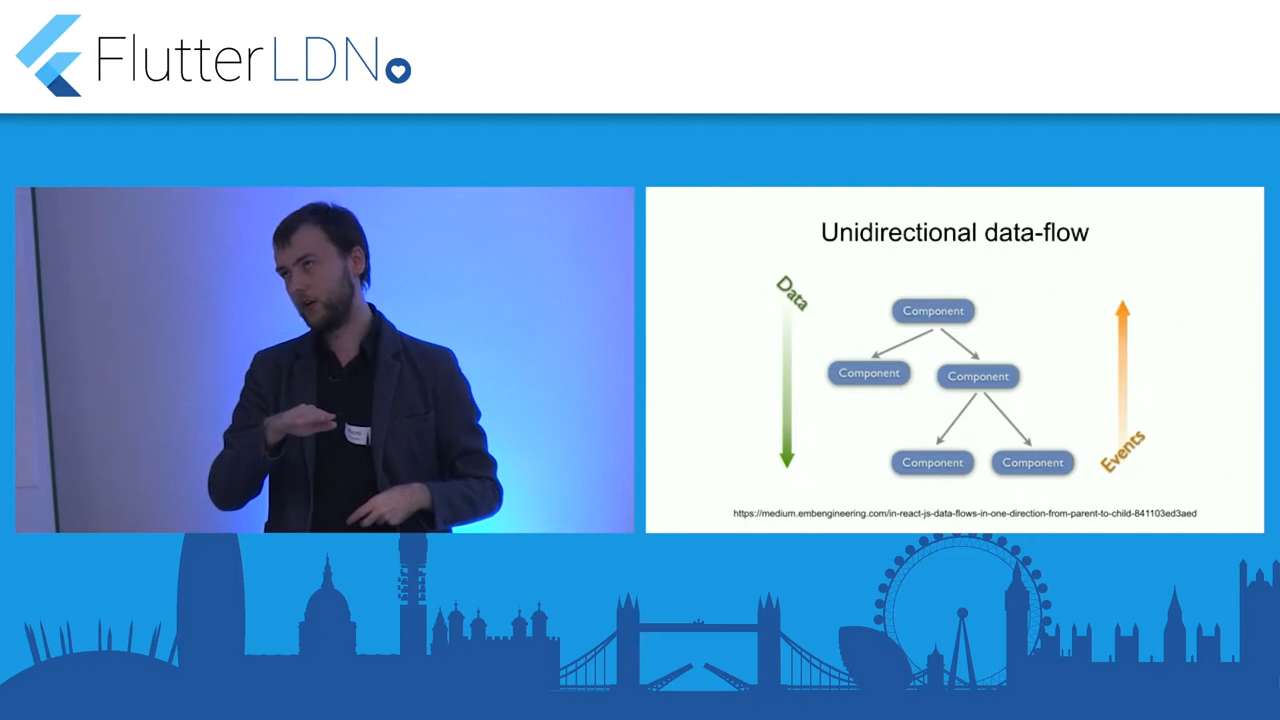 FlutterLDN
Unidirectional data-flow
Data
Component
Component
Component
Component
Component
Events
https://medium.embengineering.com/in-react-js-data-flows-in-one-direction-from-parent-to-child-841103ed3aed